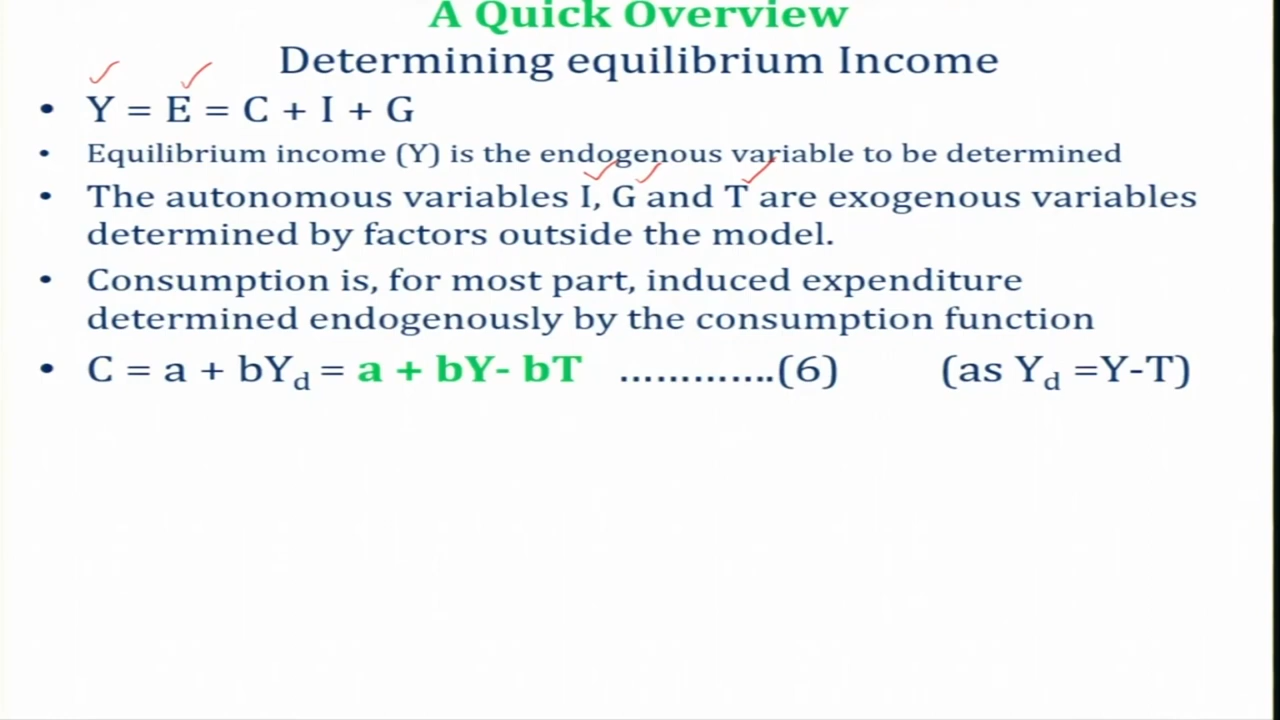 A Quick Overview
Determining equilibrium Income
• Y = E = C + I + G
• Equilibrium income (Y) is the endogenous variable to be determined
• The autonomous variables I, G and T are exogenous variables
determined by factors outside the model.
• Consumption is, for most part, induced expenditure
determined endogenously by the consumption function
• C = a + bYd = a + bY- bT ………….(6) (as Yd =Y-T)